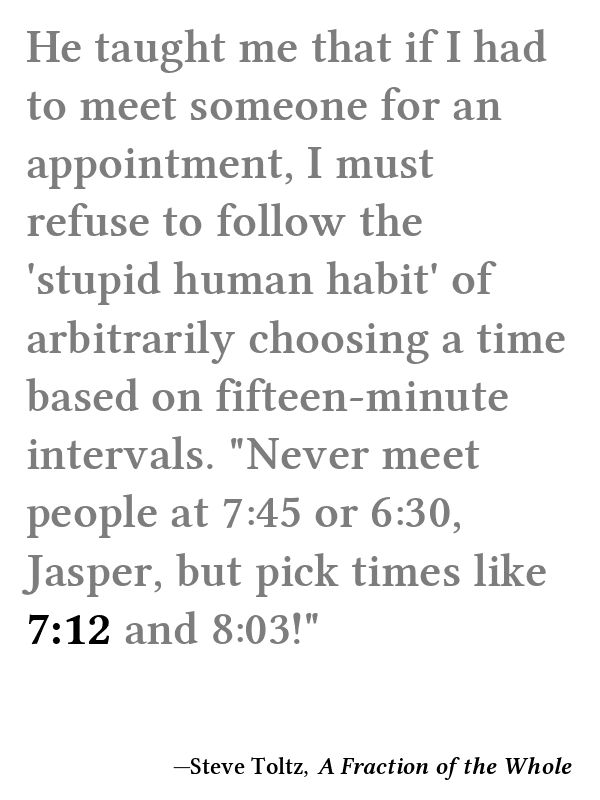 He taught me that if I had
to meet someone for an
appointment, I must
refuse to follow the
'stupid human habit' of
arbitrarily choosing a time
based on fifteen-minute
intervals. "Never meet
people at 7:45 or 6:30,
Jasper, but pick times like
7:12 and 8:03!"
—Steve Toltz, A Fraction of the Whole